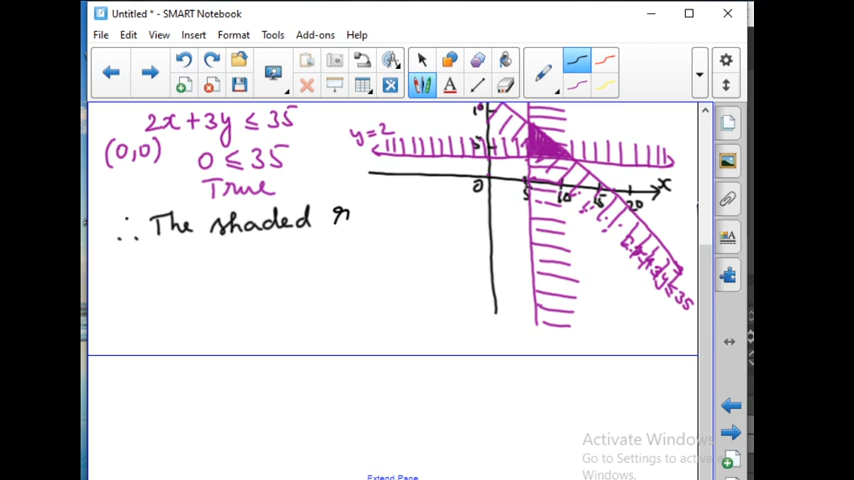 Untitled * - SMART Notebook
File Edit View Insert Format Tools Add-ons Help
2x+3y ≤ 35
(0,0) 0 ≤ 35
True
∴ The shaded
y=2
10
5
0 5 10 15 20 x
2x+3y≤35
Extend Page
Activate Windows
Go to Settings to activa
Windows.